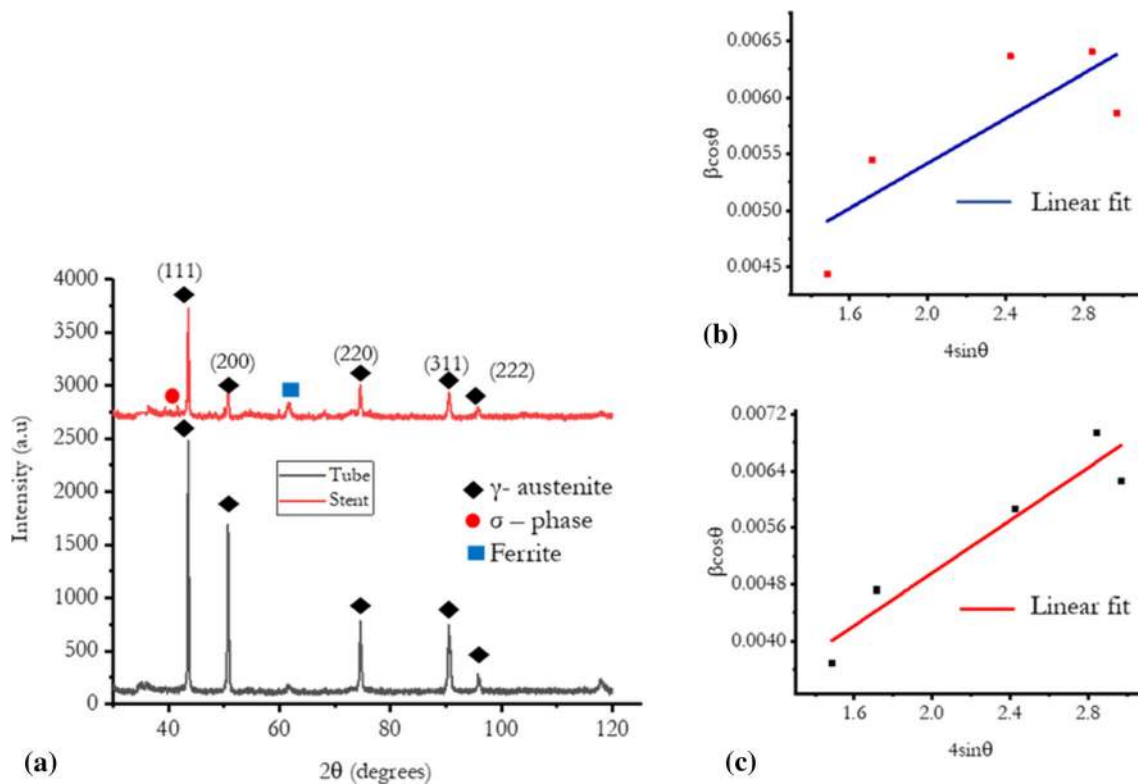 4000
3500
3000
2500
2000
1500
1000
500
0
Intensity (a.u)
(111)
(200)
(220)
(311)
(222)
Tube
Stent
γ- austenite
σ – phase
Ferrite
40
60
80
100
120
2θ (degrees)
(a)
0.0065
0.0060
0.0055
0.0050
0.0045
βcosθ
Linear fit
1.6
2.0
2.4
2.8
4sinθ
(b)
0.0072
0.0064
0.0056
0.0048
0.0040
βcosθ
Linear fit
1.6
2.0
2.4
2.8
4sinθ
(c)